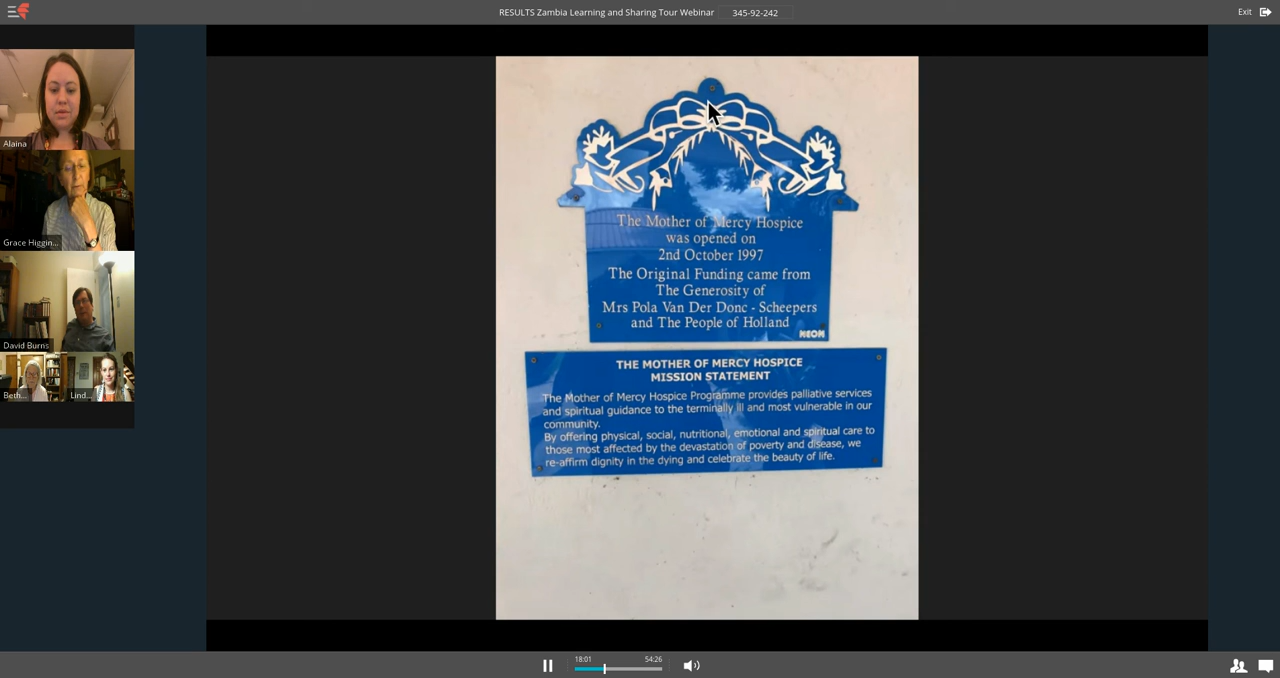 RESULTS Zambia Learning and Sharing Tour Webinar 345-92-242
Exit
Alaina
Grace Higgin...
David Burns
Beth... Lind...
The Mother of Mercy Hospice
was opened on
2nd October 1997
The Original Funding came from
The Generosity of
Mrs Pola Van Der Donc - Scheepers
and The People of Holland
NEON
THE MOTHER OF MERCY HOSPICE
MISSION STATEMENT
The Mother of Mercy Hospice Programme provides palliative services
and spiritual guidance to the terminally ill and most vulnerable in our
community.
By offering physical, social, nutritional, emotional and spiritual care to
those most affected by the devastation of poverty and disease, we
re-affirm dignity in the dying and celebrate the beauty of life.
18:01 54:26